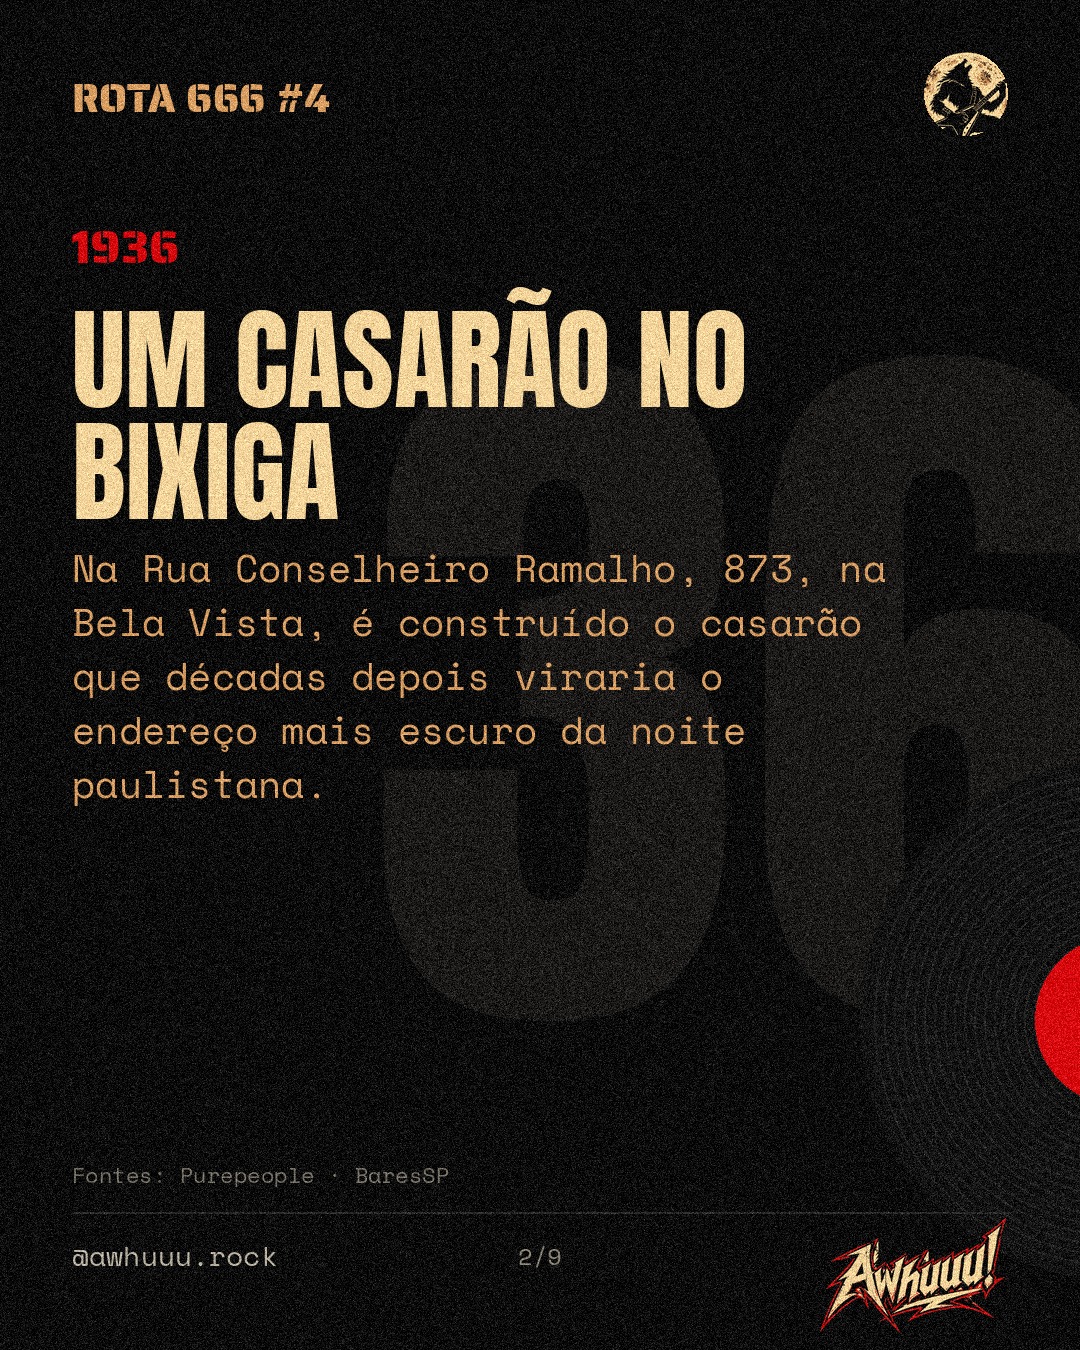 ROTA 666 #4
1936
UM CASARÃO NO
BIXIGA
36
Na Rua Conselheiro Ramalho, 873, na
Bela Vista, é construído o casarão
que décadas depois viraria o
endereço mais escuro da noite
paulistana.
Fontes: Purepeople · BaresSP
@awhuuu.rock
2/9
Awhuuu!